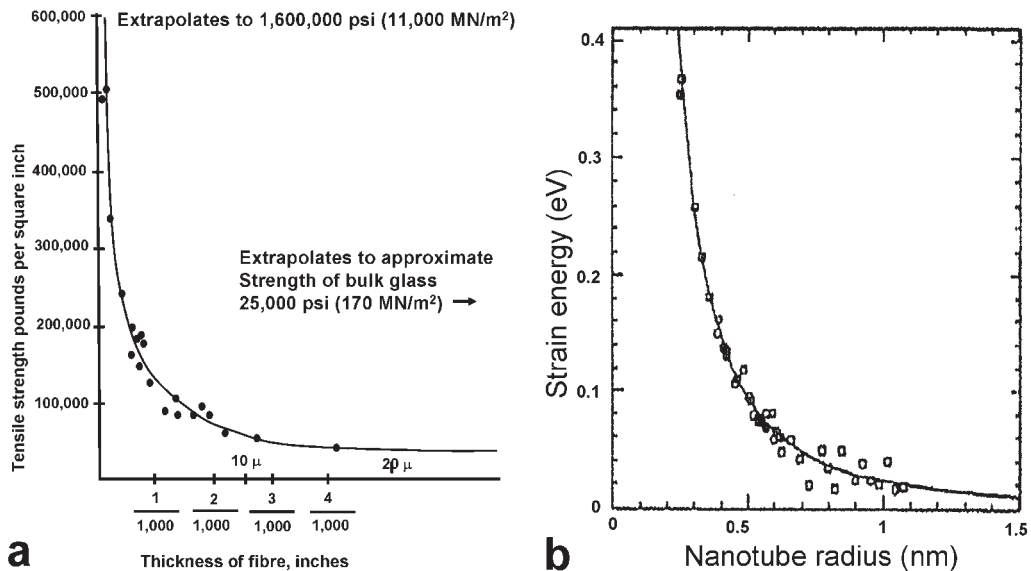 Extrapolates to 1,600,000 psi (11,000 MN/m²)
600,000
500,000
400,000
300,000
200,000
100,000
Tensile strength pounds per square inch
Extrapolates to approximate
Strength of bulk glass
25,000 psi (170 MN/m²) →
10 μ
20 μ
1 2 3 4
1,000 1,000 1,000 1,000
Thickness of fibre, inches
a
0.4
0.3
0.2
0.1
0
Strain energy (eV)
0 0.5 1 1.5
Nanotube radius (nm)
b